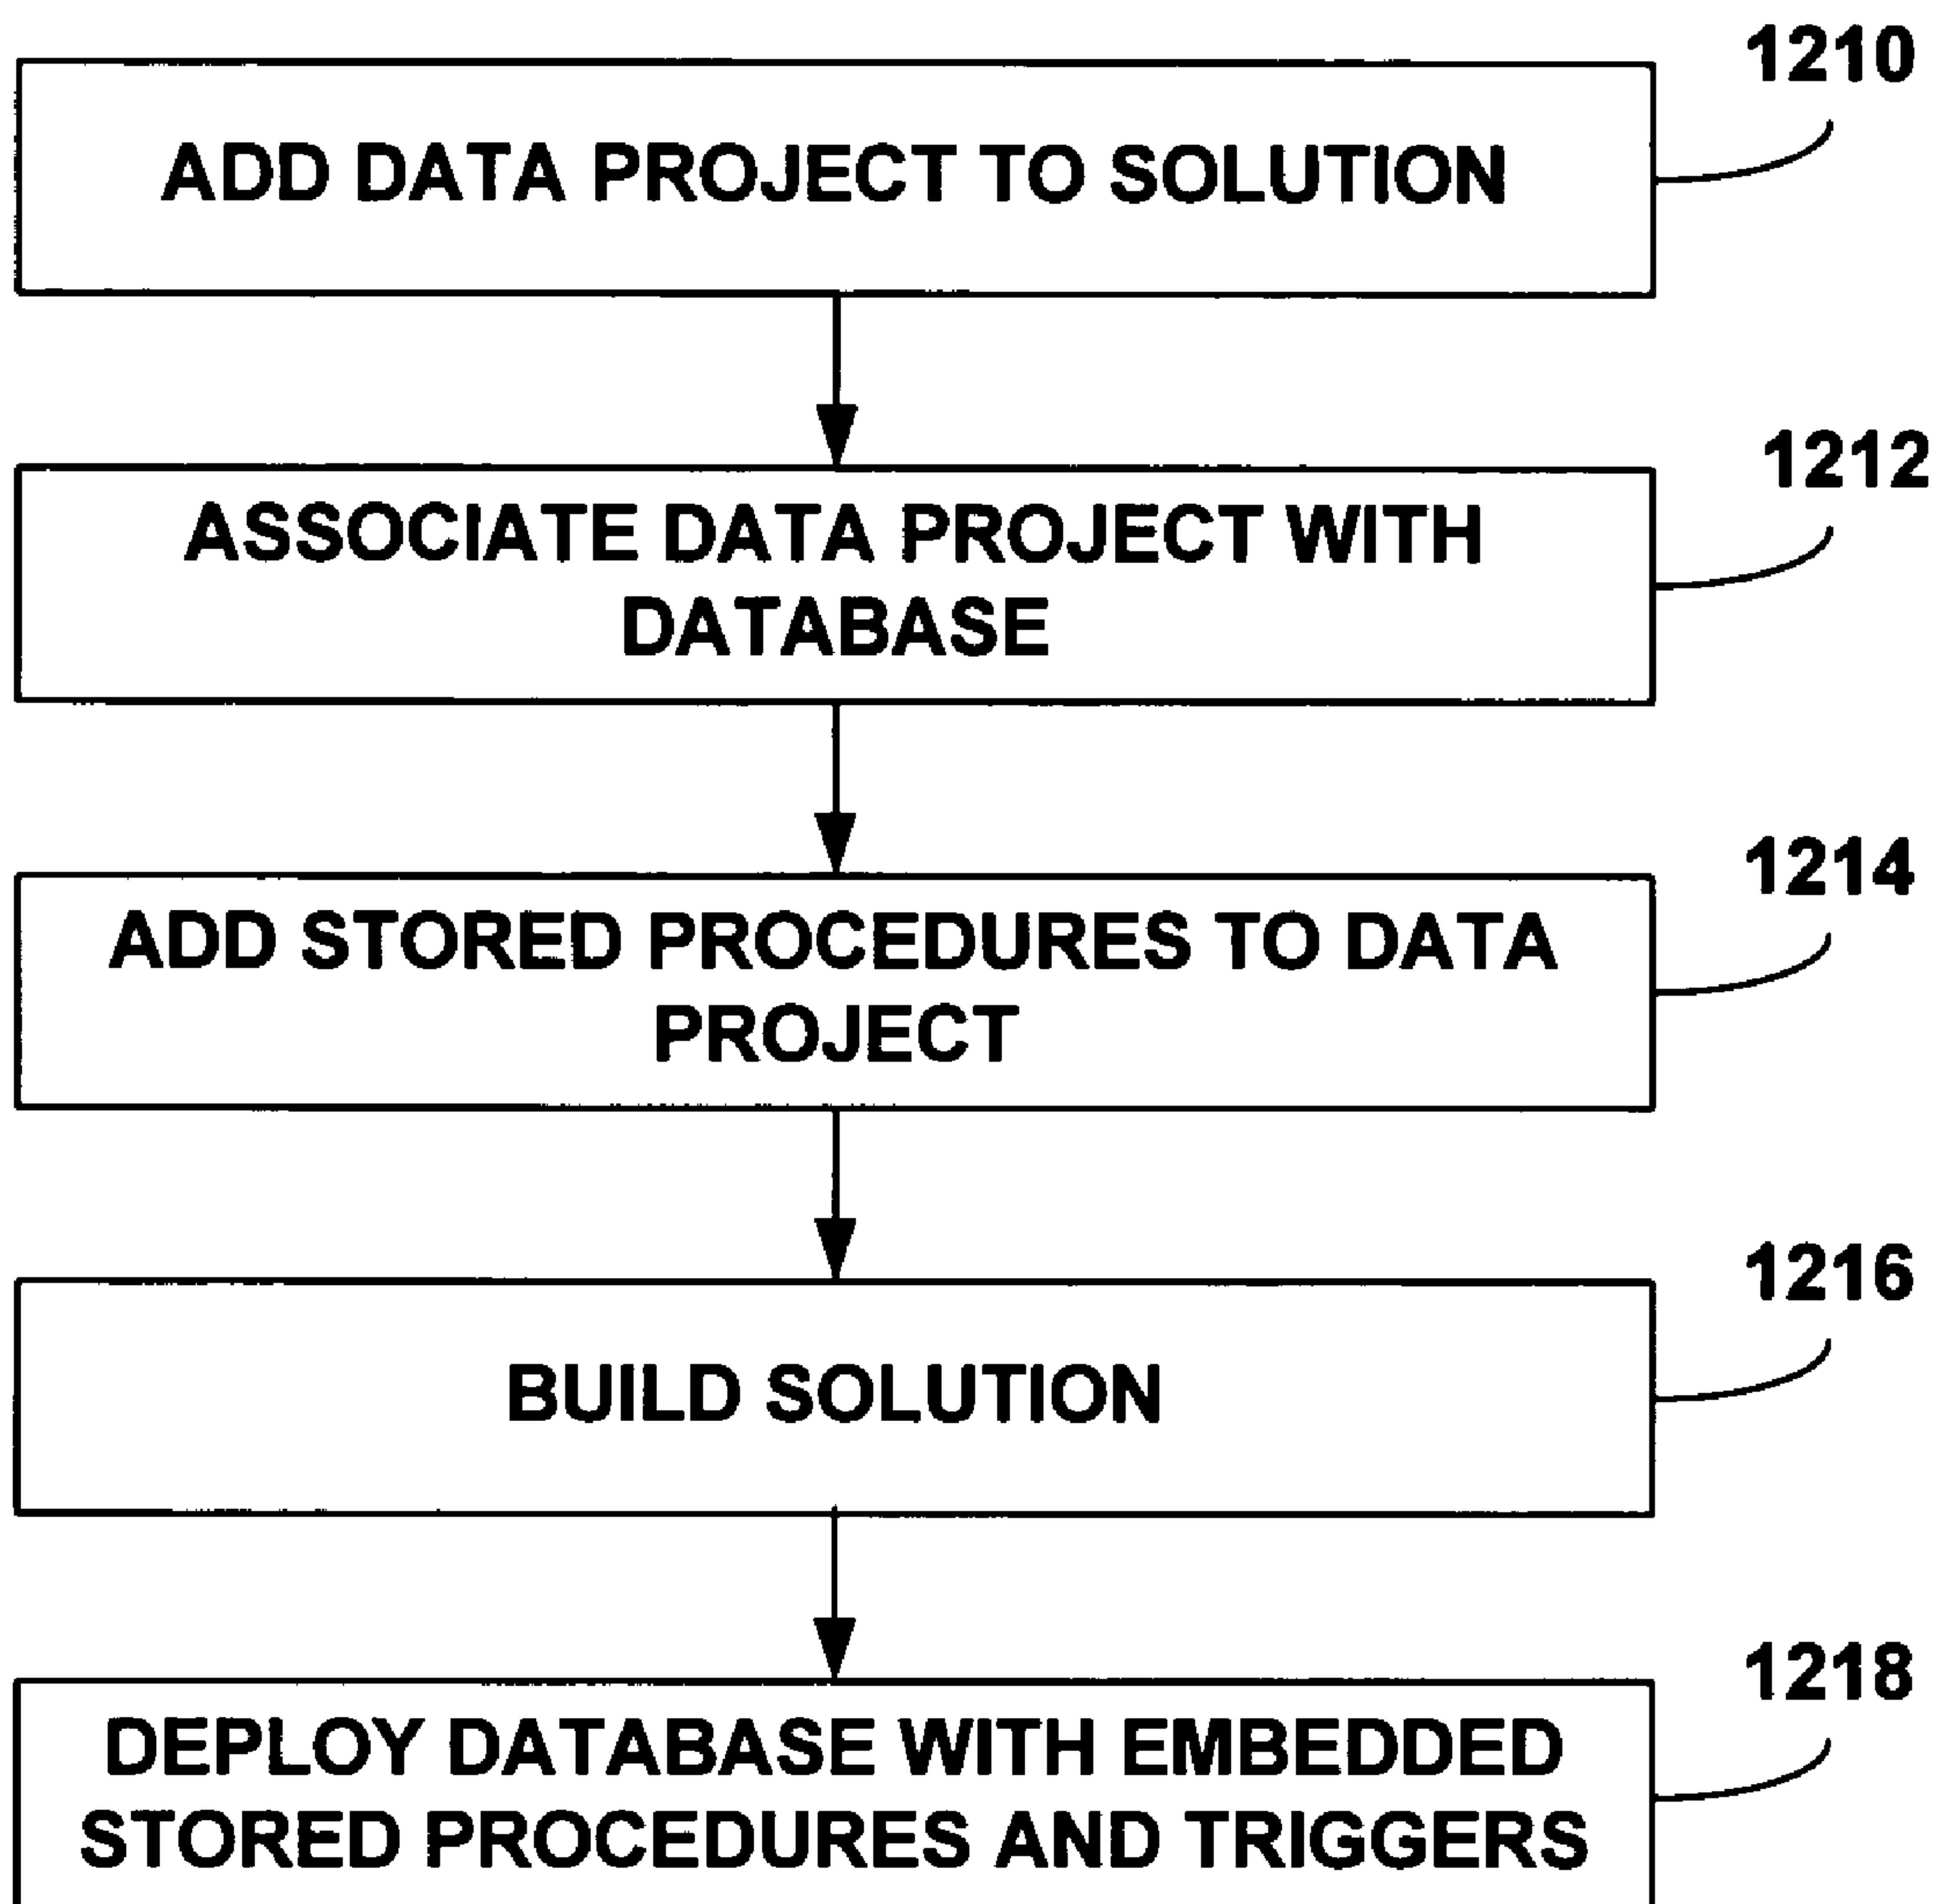 1210
ADD DATA PROJECT TO SOLUTION
1212
ASSOCIATE DATA PROJECT WITH
DATABASE
1214
ADD STORED PROCEDURES TO DATA
PROJECT
1216
BUILD SOLUTION
1218
DEPLOY DATABASE WITH EMBEDDED
STORED PROCEDURES AND TRIGGERS